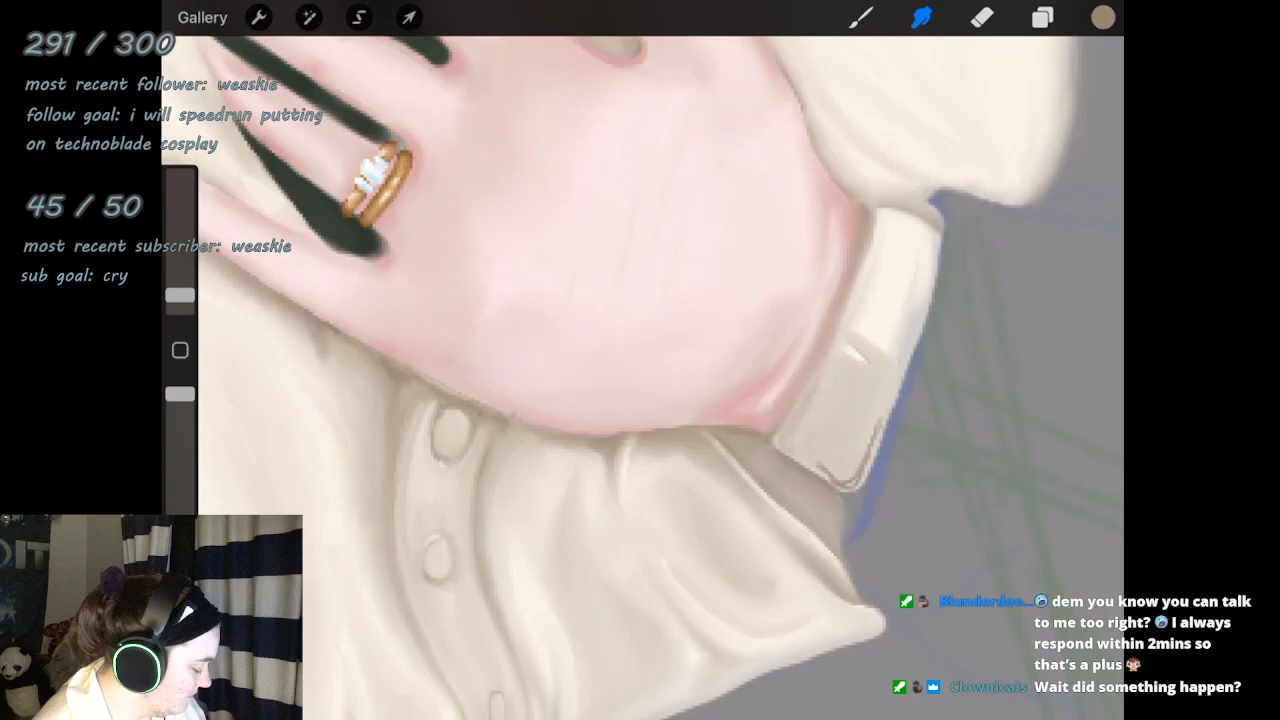 Gallery
291 / 300
most recent follower: weaskie
follow goal: i will speedrun putting
on technoblade cosplay
45 / 50
most recent subscriber: weaskie
sub goal: cry
Blunderdoo... dem you know you can talk
to me too right? I always
respond within 2mins so
that's a plus
Clownicals Wait did something happen?